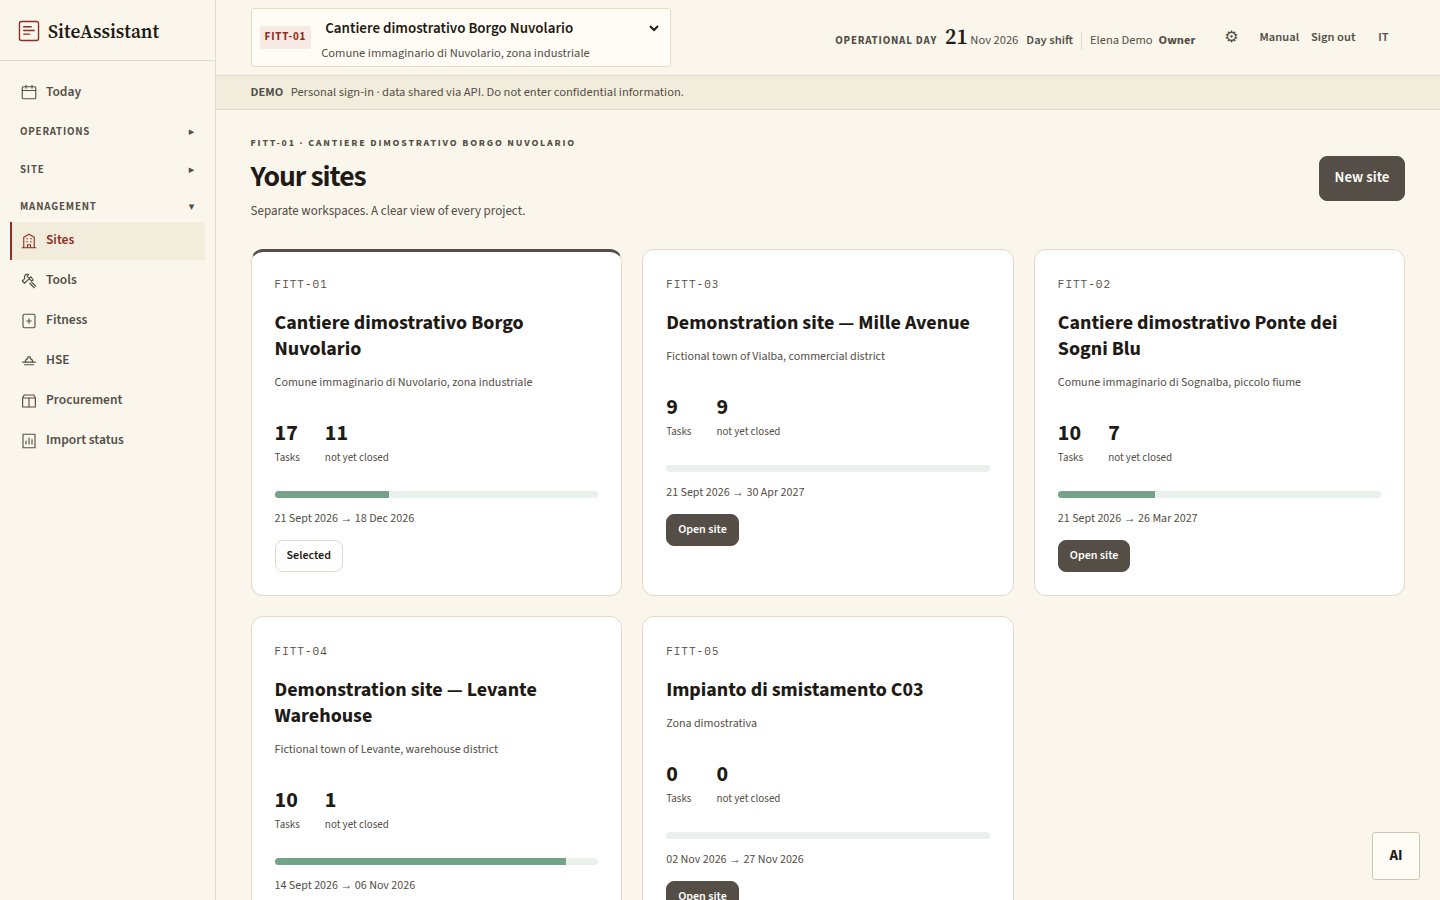 SiteAssistant
FITT-01
Cantiere dimostrativo Borgo Nuvolario
Comune immaginario di Nuvolario, zona industriale
OPERATIONAL DAY 21 Nov 2026 Day shift
Elena Demo Owner
Manual
Sign out
IT
Today
OPERATIONS
SITE
MANAGEMENT
Sites
Tools
Fitness
HSE
Procurement
Import status
DEMO Personal sign-in · data shared via API. Do not enter confidential information.
FITT-01 · CANTIERE DIMOSTRATIVO BORGO NUVOLARIO
Your sites
Separate workspaces. A clear view of every project.
New site
FITT-01
Cantiere dimostrativo Borgo
Nuvolario
Comune immaginario di Nuvolario, zona industriale
17 11
Tasks not yet closed
21 Sept 2026 → 18 Dec 2026
Selected
FITT-03
Demonstration site — Mille Avenue
Fictional town of Vialba, commercial district
9 9
Tasks not yet closed
21 Sept 2026 → 30 Apr 2027
Open site
FITT-02
Cantiere dimostrativo Ponte dei
Sogni Blu
Comune immaginario di Sognalba, piccolo fiume
10 7
Tasks not yet closed
21 Sept 2026 → 26 Mar 2027
Open site
FITT-04
Demonstration site — Levante
Warehouse
Fictional town of Levante, warehouse district
10 1
Tasks not yet closed
14 Sept 2026 → 06 Nov 2026
FITT-05
Impianto di smistamento C03
Zona dimostrativa
0 0
Tasks not yet closed
02 Nov 2026 → 27 Nov 2026
Open site
AI